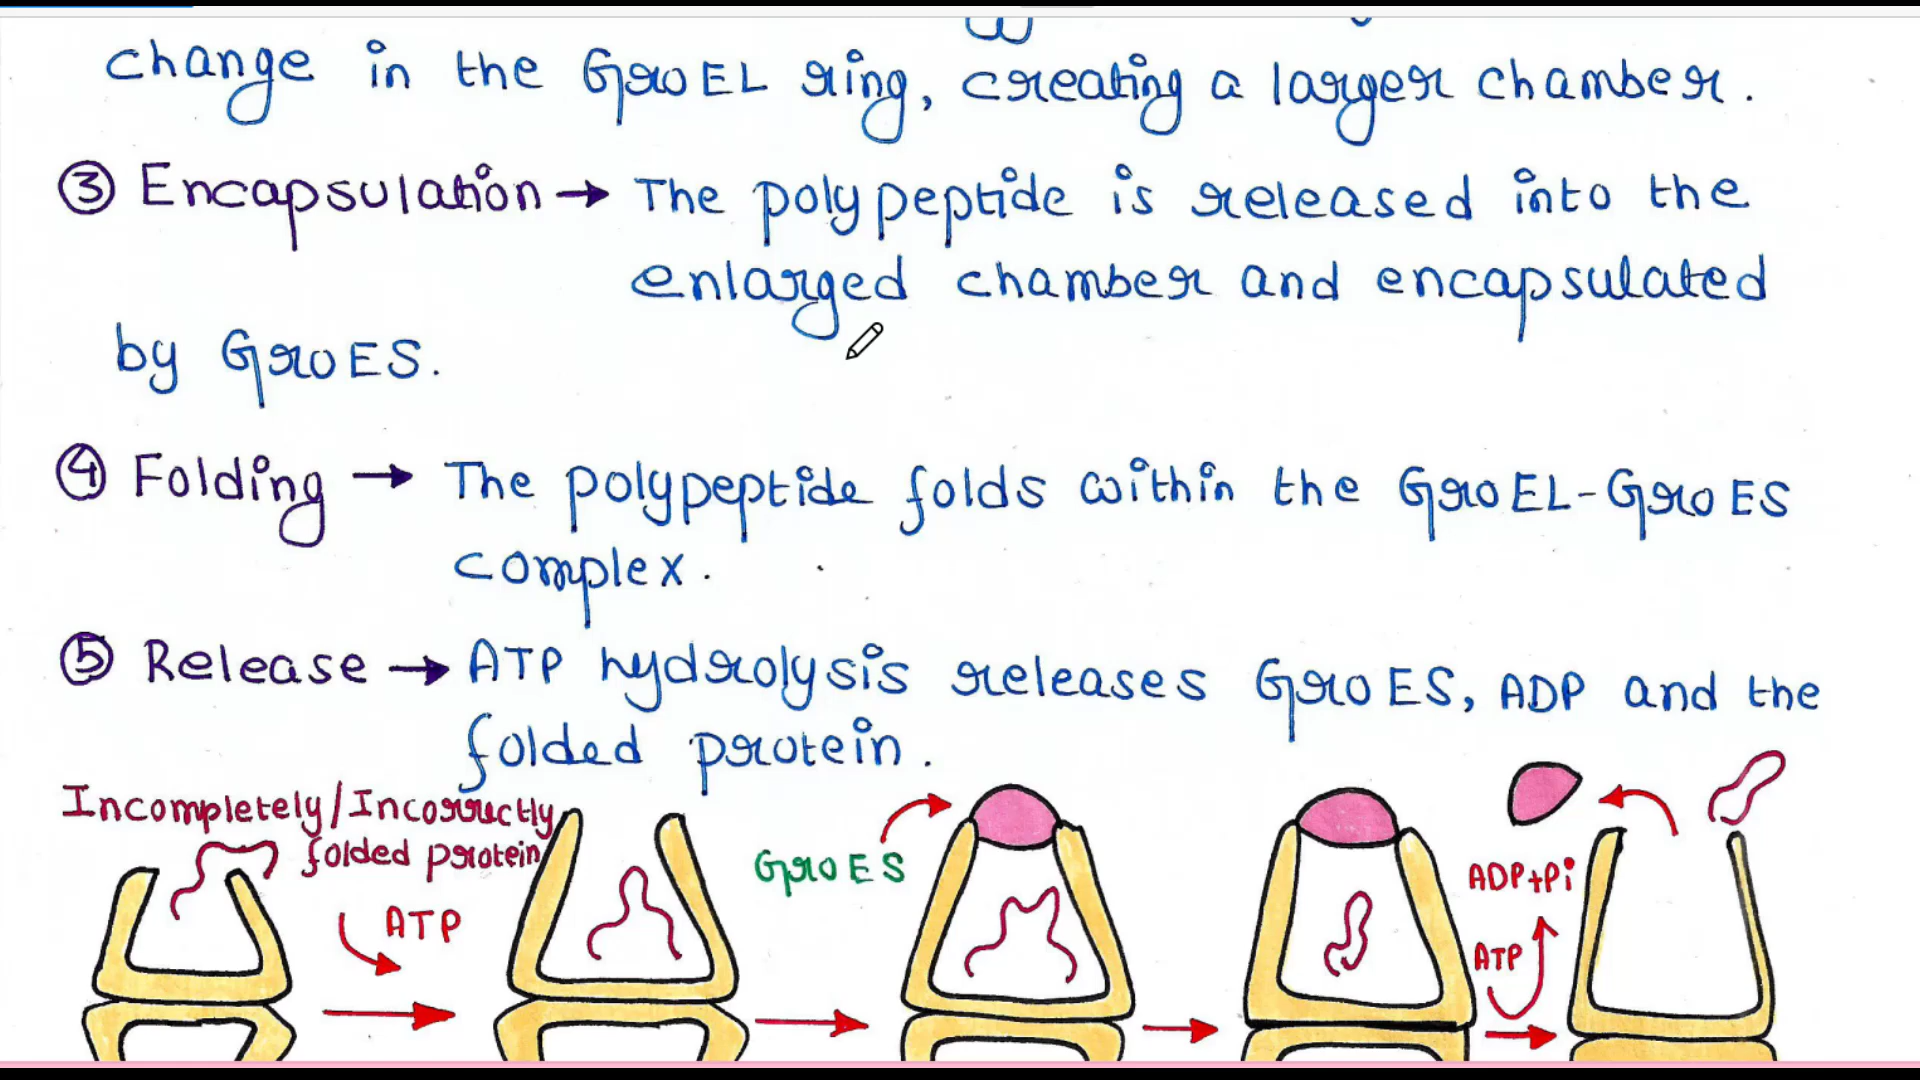 change in the GroEL ring, creating a larger chamber.
③ Encapsulation → The polypeptide is released into the
enlarged chamber and encapsulated
by GroES.
④ Folding → The polypeptide folds within the GroEL-GroES
complex.
⑤ Release → ATP hydrolysis releases GroES, ADP and the
folded protein.
Incompletely/Incorrectly
folded protein
ATP
GroES
ADP+Pi
ATP